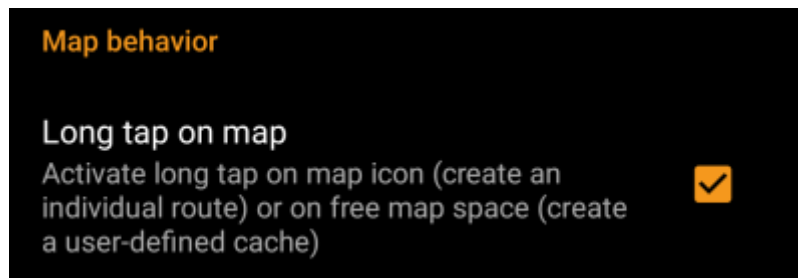 Map behavior
Long tap on map
Activate long tap on map icon (create an
individual route) or on free map space (create
a user-defined cache)